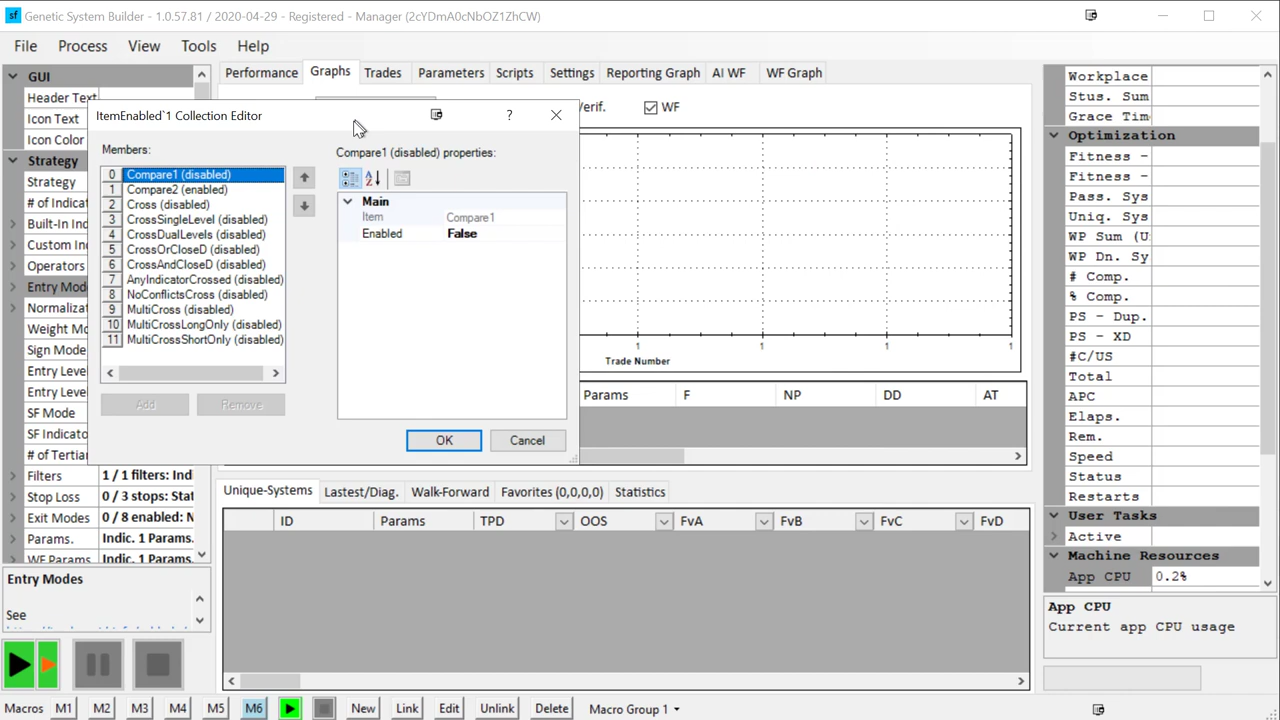 sf Genetic System Builder - 1.0.57.81 / 2020-04-29 - Registered - Manager (2cYDmA0cNbOZ1ZhCW)
File Process View Tools Help
GUI
Header Text
Icon Text
Icon Color
Strategy
Strategy
# of Indicat
Built-In Ind
Custom Ind
Operators
Entry Mode
Normalizat
Weight Mo
Sign Mode
Entry Leve
Entry Leve
SF Mode
SF Indicato
# of Tertiar
Filters 1 / 1 filters: Indi
Stop Loss 0 / 3 stops: Stat
Exit Modes 0 / 8 enabled: N
Params. Indic. 1 Params.
WF Params Indic. 1 Params.
Entry Modes
See
Performance Graphs Trades Parameters Scripts Settings Reporting Graph AI WF WF Graph
erif. WF
ItemEnabled`1 Collection Editor ?
Members:
0 Compare1 (disabled)
1 Compare2 (enabled)
2 Cross (disabled)
3 CrossSingleLevel (disabled)
4 CrossDualLevels (disabled)
5 CrossOrCloseD (disabled)
6 CrossAndCloseD (disabled)
7 AnyIndicatorCrossed (disabled)
8 NoConflictsCross (disabled)
9 MultiCross (disabled)
10 MultiCrossLongOnly (disabled)
11 MultiCrossShortOnly (disabled)
Add Remove
Compare1 (disabled) properties:
Main
Item Compare1
Enabled False
OK Cancel
1 1 1 1
Trade Number
Params F NP DD AT
Unique-Systems Lastest/Diag. Walk-Forward Favorites (0,0,0,0) Statistics
ID Params TPD OOS FvA FvB FvC FvD
Workplace
Stus. Sum
Grace Tim
Optimization
Fitness -
Fitness -
Pass. Sys
Uniq. Sys
WP Sum (U
WP Dn. Sy
# Comp.
% Comp.
PS - Dup.
PS - XD
#C/US
Total
APC
Elaps.
Rem.
Speed
Status
Restarts
User Tasks
Active
Machine Resources
App CPU 0.2%
App CPU
Current app CPU usage
Macros M1 M2 M3 M4 M5 M6 New Link Edit Unlink Delete Macro Group 1